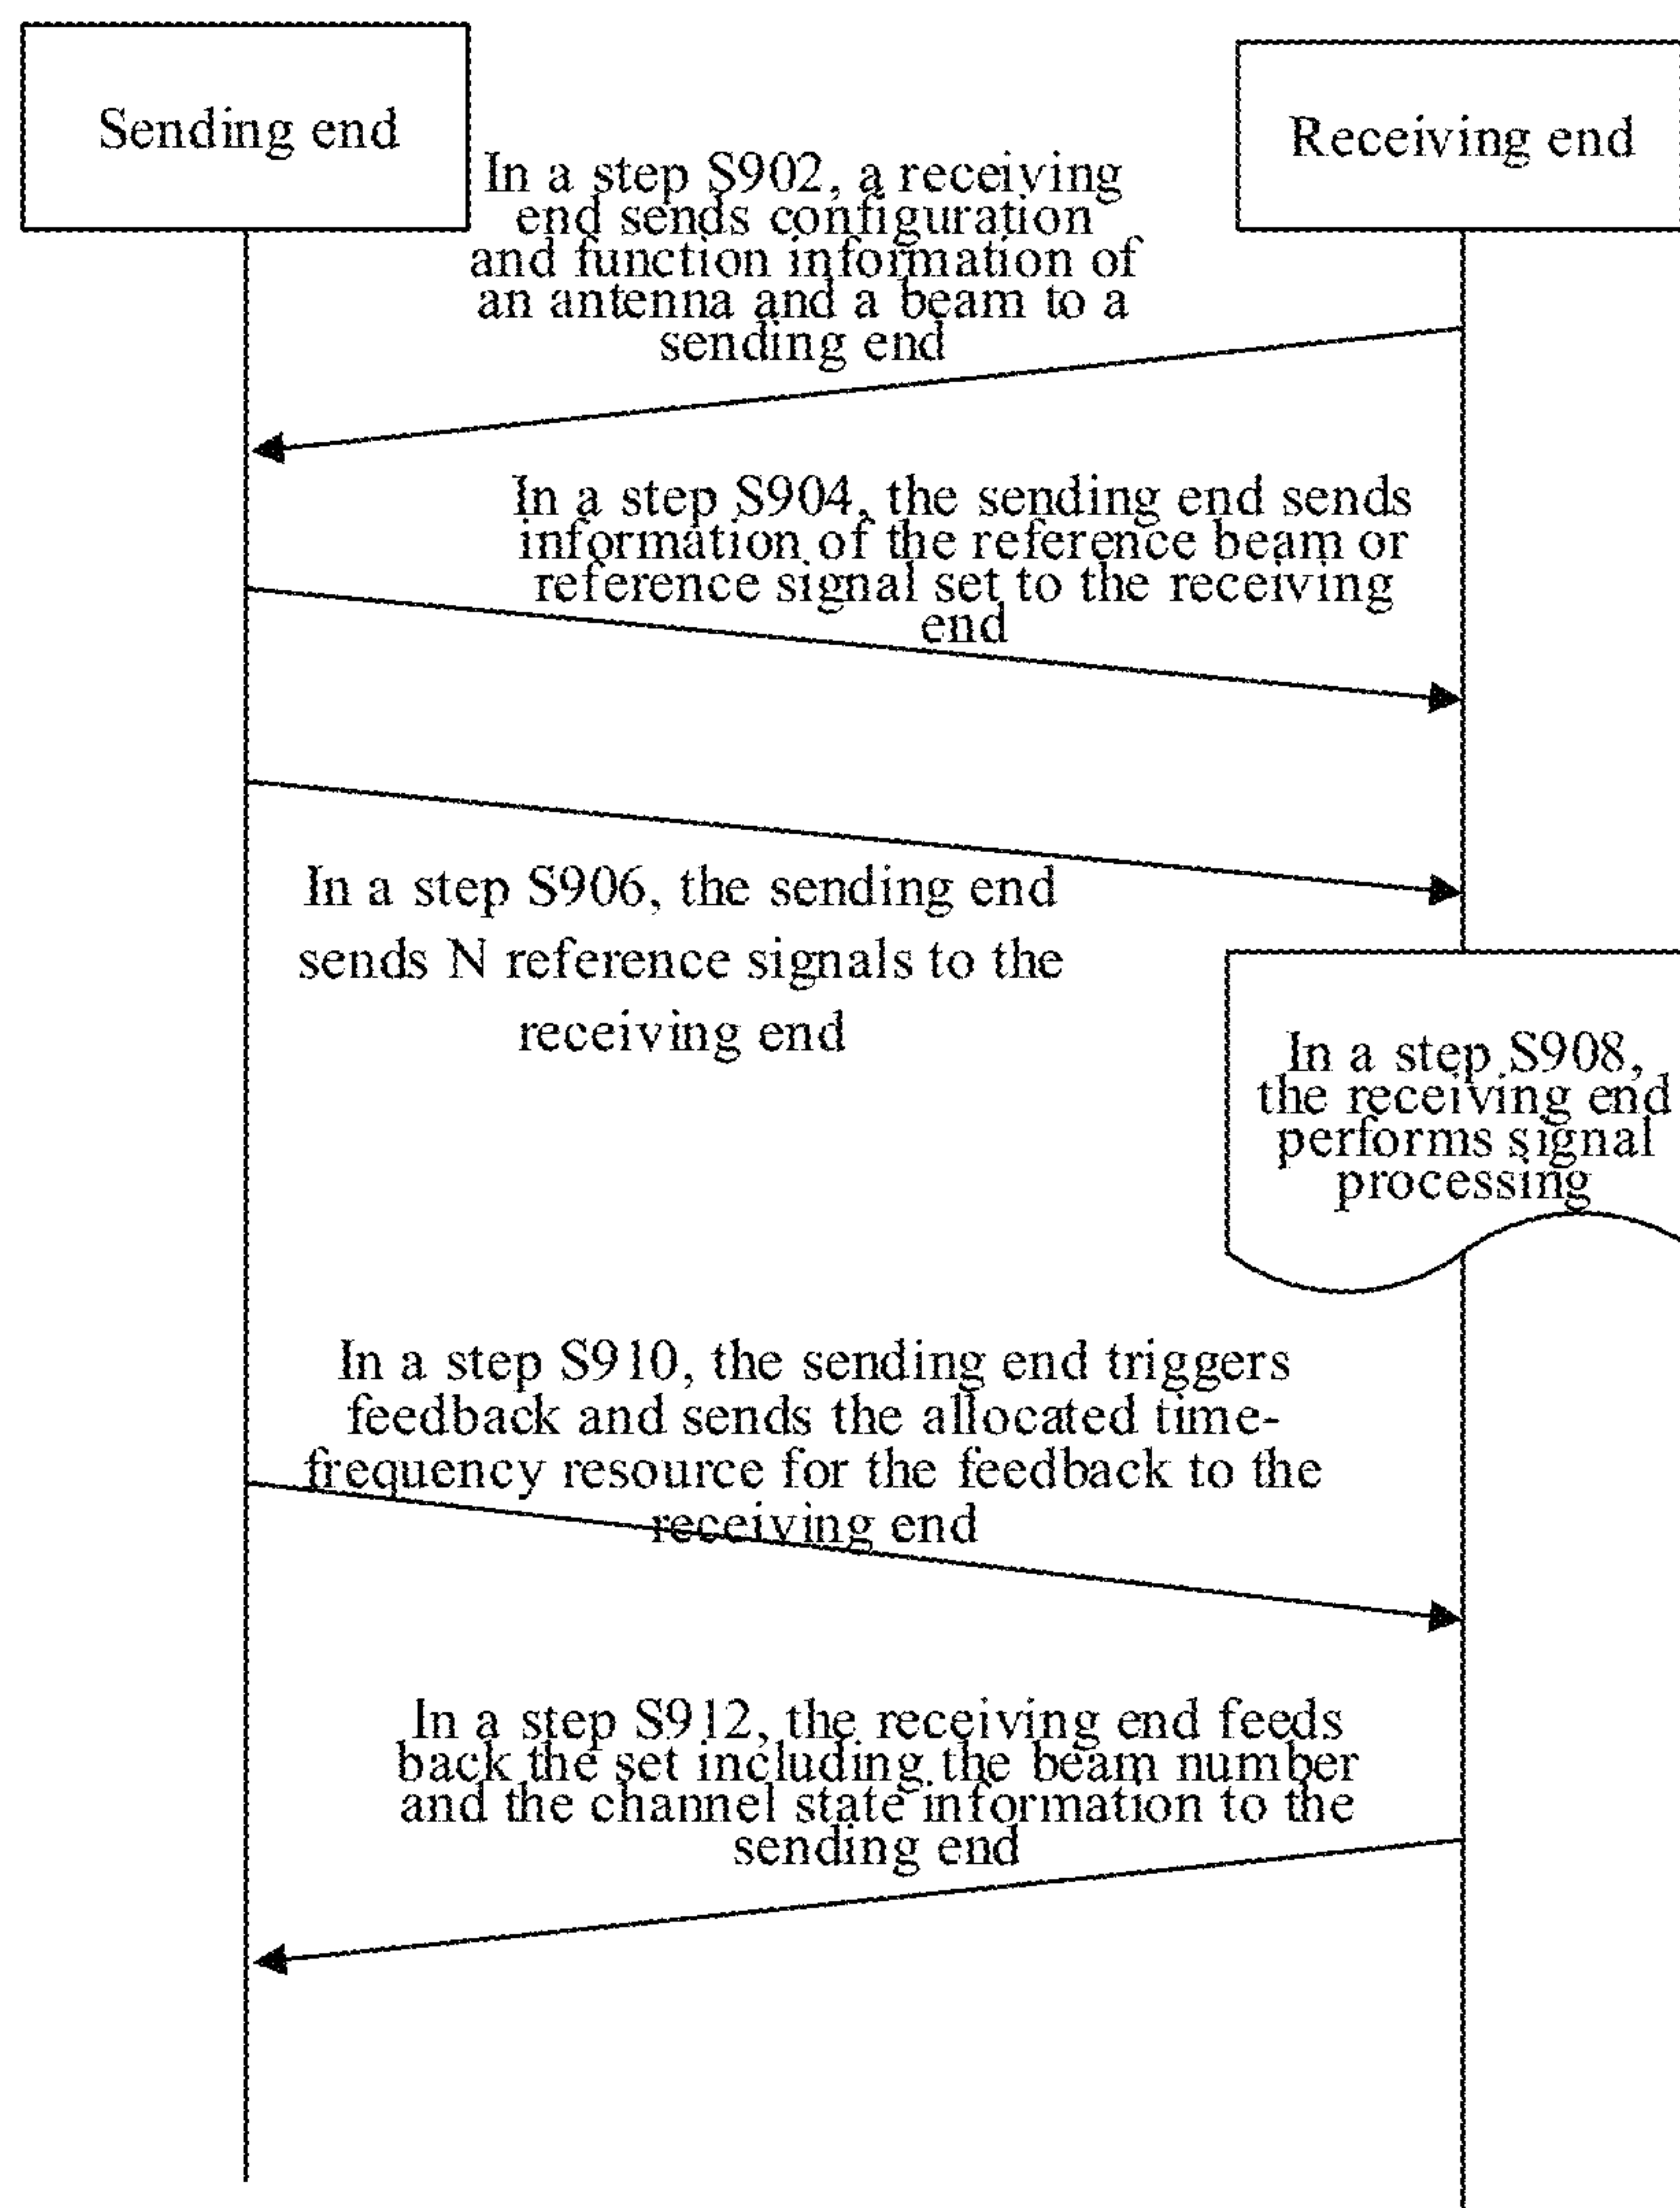 Sending end
Receiving end
In a step S902, a receiving
end sends configuration
and function information of
an antenna and a beam to a
sending end
In a step S904, the sending end sends
information of the reference beam or
reference signal set to the receiving
end
In a step S906, the sending end
sends N reference signals to the
receiving end
In a step S908,
the receiving end
performs signal
processing
In a step S910, the sending end triggers
feedback and sends the allocated time-
frequency resource for the feedback to the
receiving end
In a step S912, the receiving end feeds
back the set including the beam number
and the channel state information to the
sending end